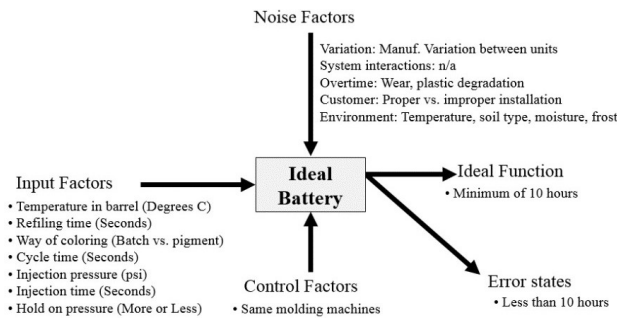 Noise Factors
Variation: Manuf. Variation between units
System interactions: n/a
Overtime: Wear, plastic degradation
Customer: Proper vs. improper installation
Environment: Temperature, soil type, moisture, frost
Ideal
Battery
Input Factors
• Temperature in barrel (Degrees C)
• Refiling time (Seconds)
• Way of coloring (Batch vs. pigment)
• Cycle time (Seconds)
• Injection pressure (psi)
• Injection time (Seconds)
• Hold on pressure (More or Less)
Control Factors
• Same molding machines
Ideal Function
• Minimum of 10 hours
Error states
• Less than 10 hours